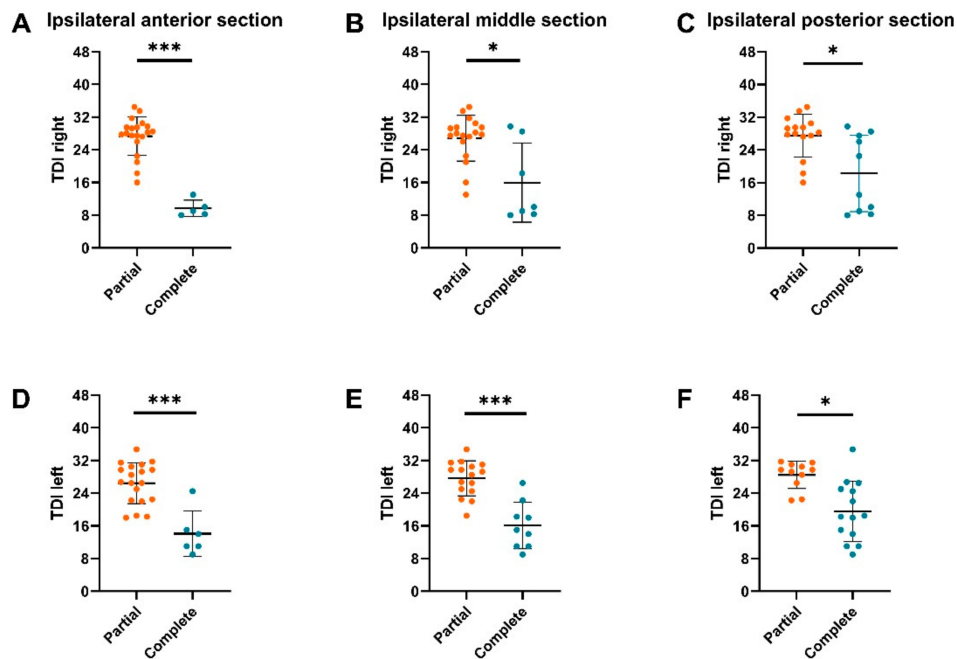 A Ipsilateral anterior section
TDI right
48
40
32
24
16
8
0
***
Partial
Complete
B Ipsilateral middle section
TDI right
48
40
32
24
16
8
0
*
Partial
Complete
C Ipsilateral posterior section
TDI right
48
40
32
24
16
8
0
*
Partial
Complete
D
TDI left
48
40
32
24
16
8
0
***
Partial
Complete
E
TDI left
48
40
32
24
16
8
0
***
Partial
Complete
F
TDI left
48
40
32
24
16
8
0
*
Partial
Complete